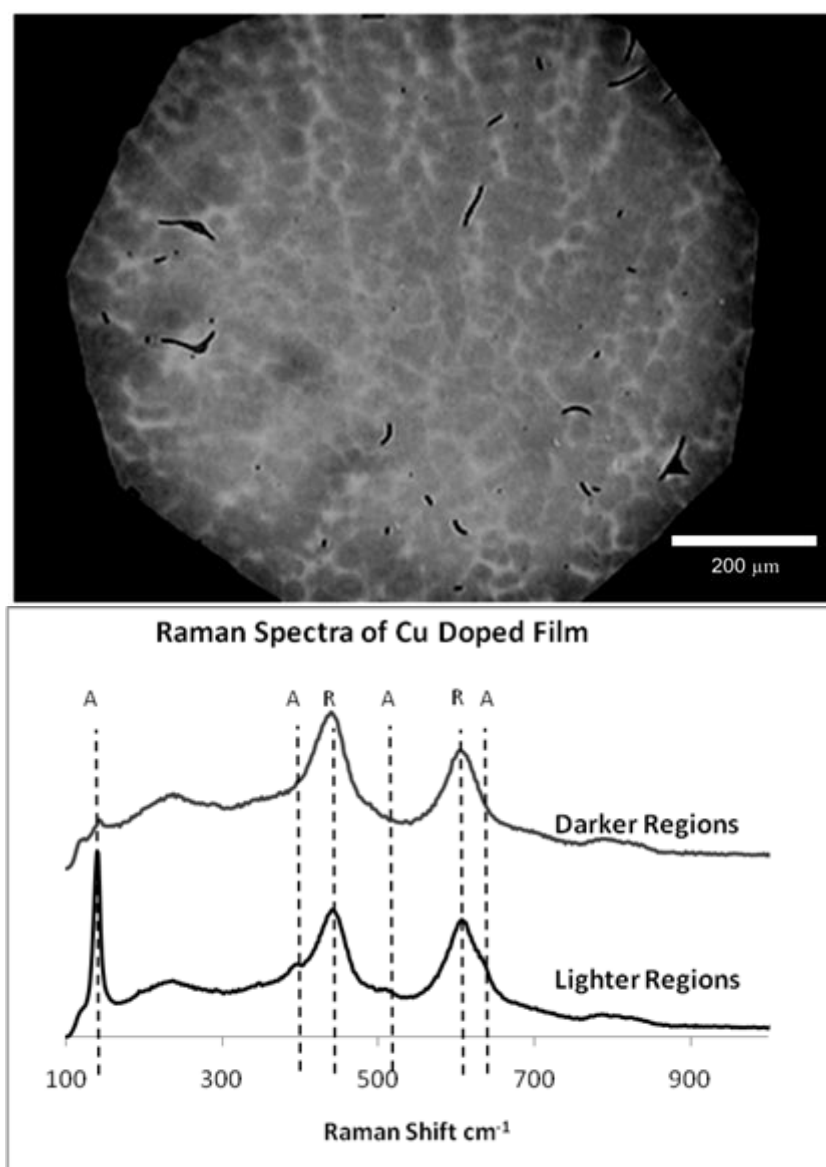 200 µm
Raman Spectra of Cu Doped Film
A A R A R A
Darker Regions
Lighter Regions
100 300 500 700 900
Raman Shift cm-1